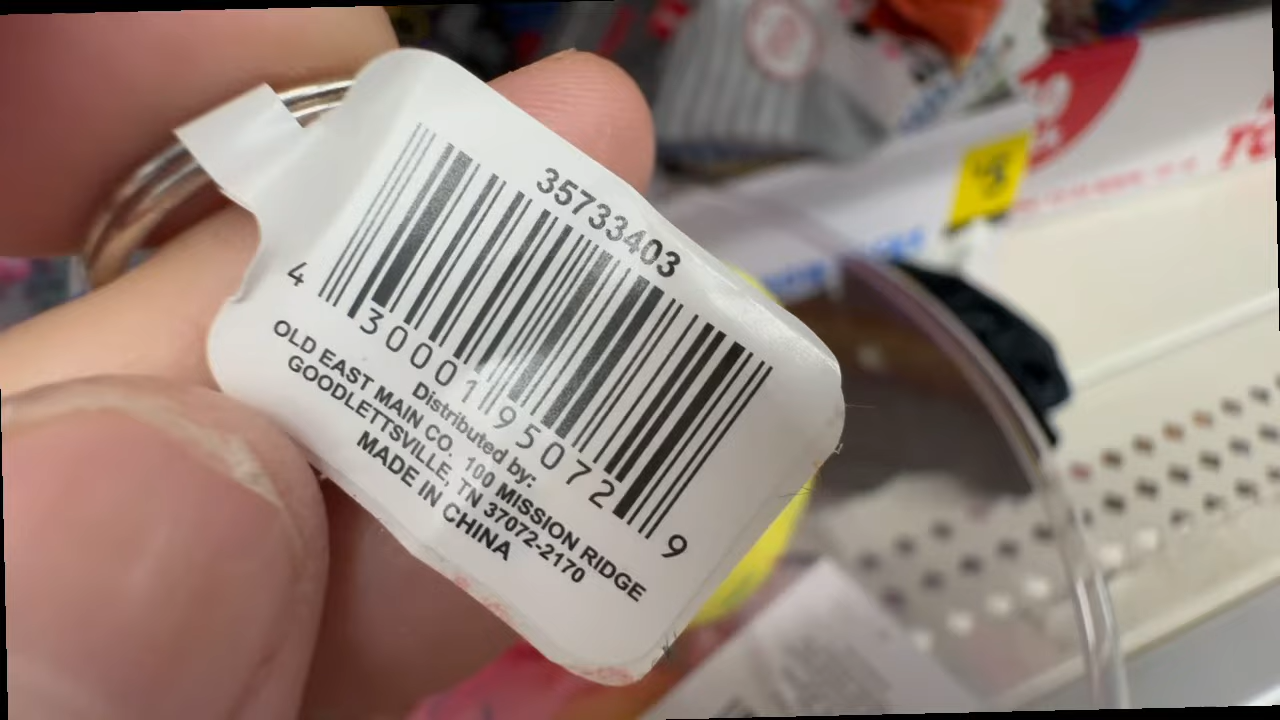 35733403
4 30001 95072 9
Distributed by:
OLD EAST MAIN CO. 100 MISSION RIDGE
GOODLETTSVILLE, TN 37072-2170
MADE IN CHINA